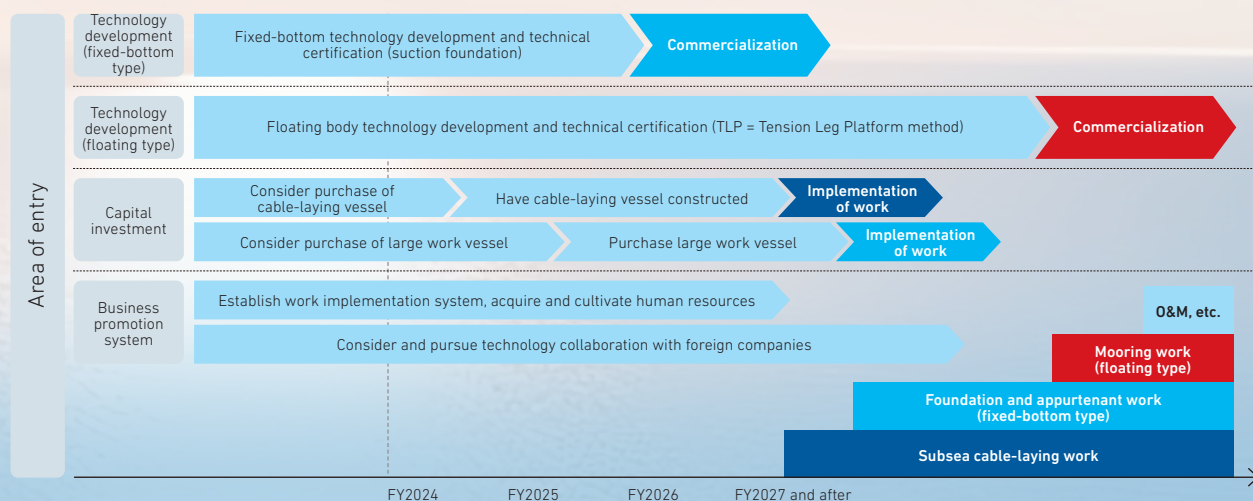 Area of entry
Technology
development
(fixed-bottom
type)
Fixed-bottom technology development and technical
certification (suction foundation)
Commercialization
Technology
development
(floating type)
Floating body technology development and technical certification (TLP = Tension Leg Platform method)
Commercialization
Capital
investment
Consider purchase of
cable-laying vessel
Have cable-laying vessel constructed
Implementation
of work
Consider purchase of large work vessel
Purchase large work vessel
Implementation
of work
Business
promotion
system
Establish work implementation system, acquire and cultivate human resources
Consider and pursue technology collaboration with foreign companies
O&M, etc.
Mooring work
(floating type)
Foundation and appurtenant work
(fixed-bottom type)
Subsea cable-laying work
FY2024
FY2025
FY2026
FY2027 and after